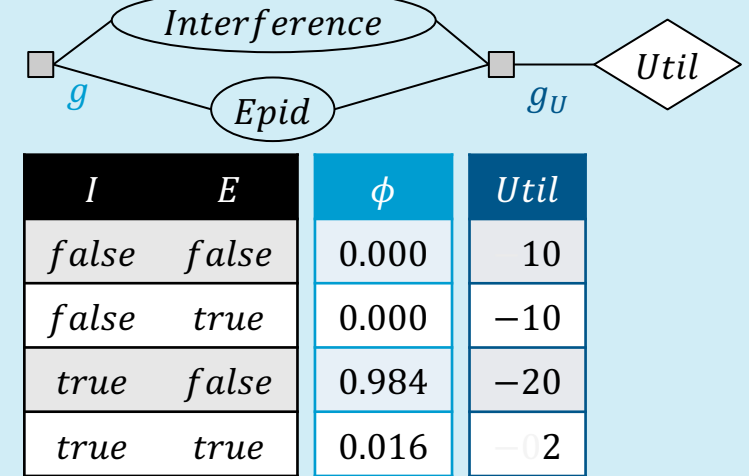 Interference
Util
g
Epid
g_U
I E ϕ Util
false false 0.000 10
false true 0.000 −10
true false 0.984 −20
true true 0.016 −02